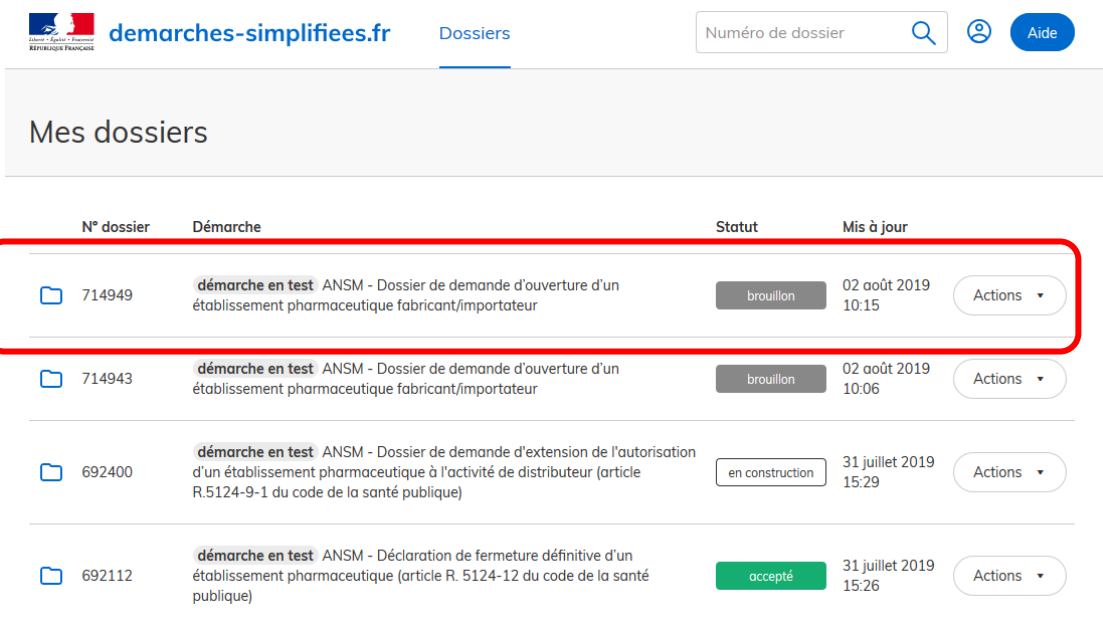 Liberté • Égalité • Fraternité
RÉPUBLIQUE FRANÇAISE
demarches-simplifiees.fr
Dossiers
Numéro de dossier
Aide
Mes dossiers
N° dossier Démarche Statut Mis à jour
714949
démarche en test ANSM - Dossier de demande d'ouverture d'un
établissement pharmaceutique fabricant/importateur
brouillon
02 août 2019
10:15
Actions
714943
démarche en test ANSM - Dossier de demande d'ouverture d'un
établissement pharmaceutique fabricant/importateur
brouillon
02 août 2019
10:06
Actions
692400
démarche en test ANSM - Dossier de demande d'extension de l'autorisation
d'un établissement pharmaceutique à l'activité de distributeur (article
R.5124-9-1 du code de la santé publique)
en construction
31 juillet 2019
15:29
Actions
692112
démarche en test ANSM - Déclaration de fermeture définitive d'un
établissement pharmaceutique (article R. 5124-12 du code de la santé
publique)
accepté
31 juillet 2019
15:26
Actions